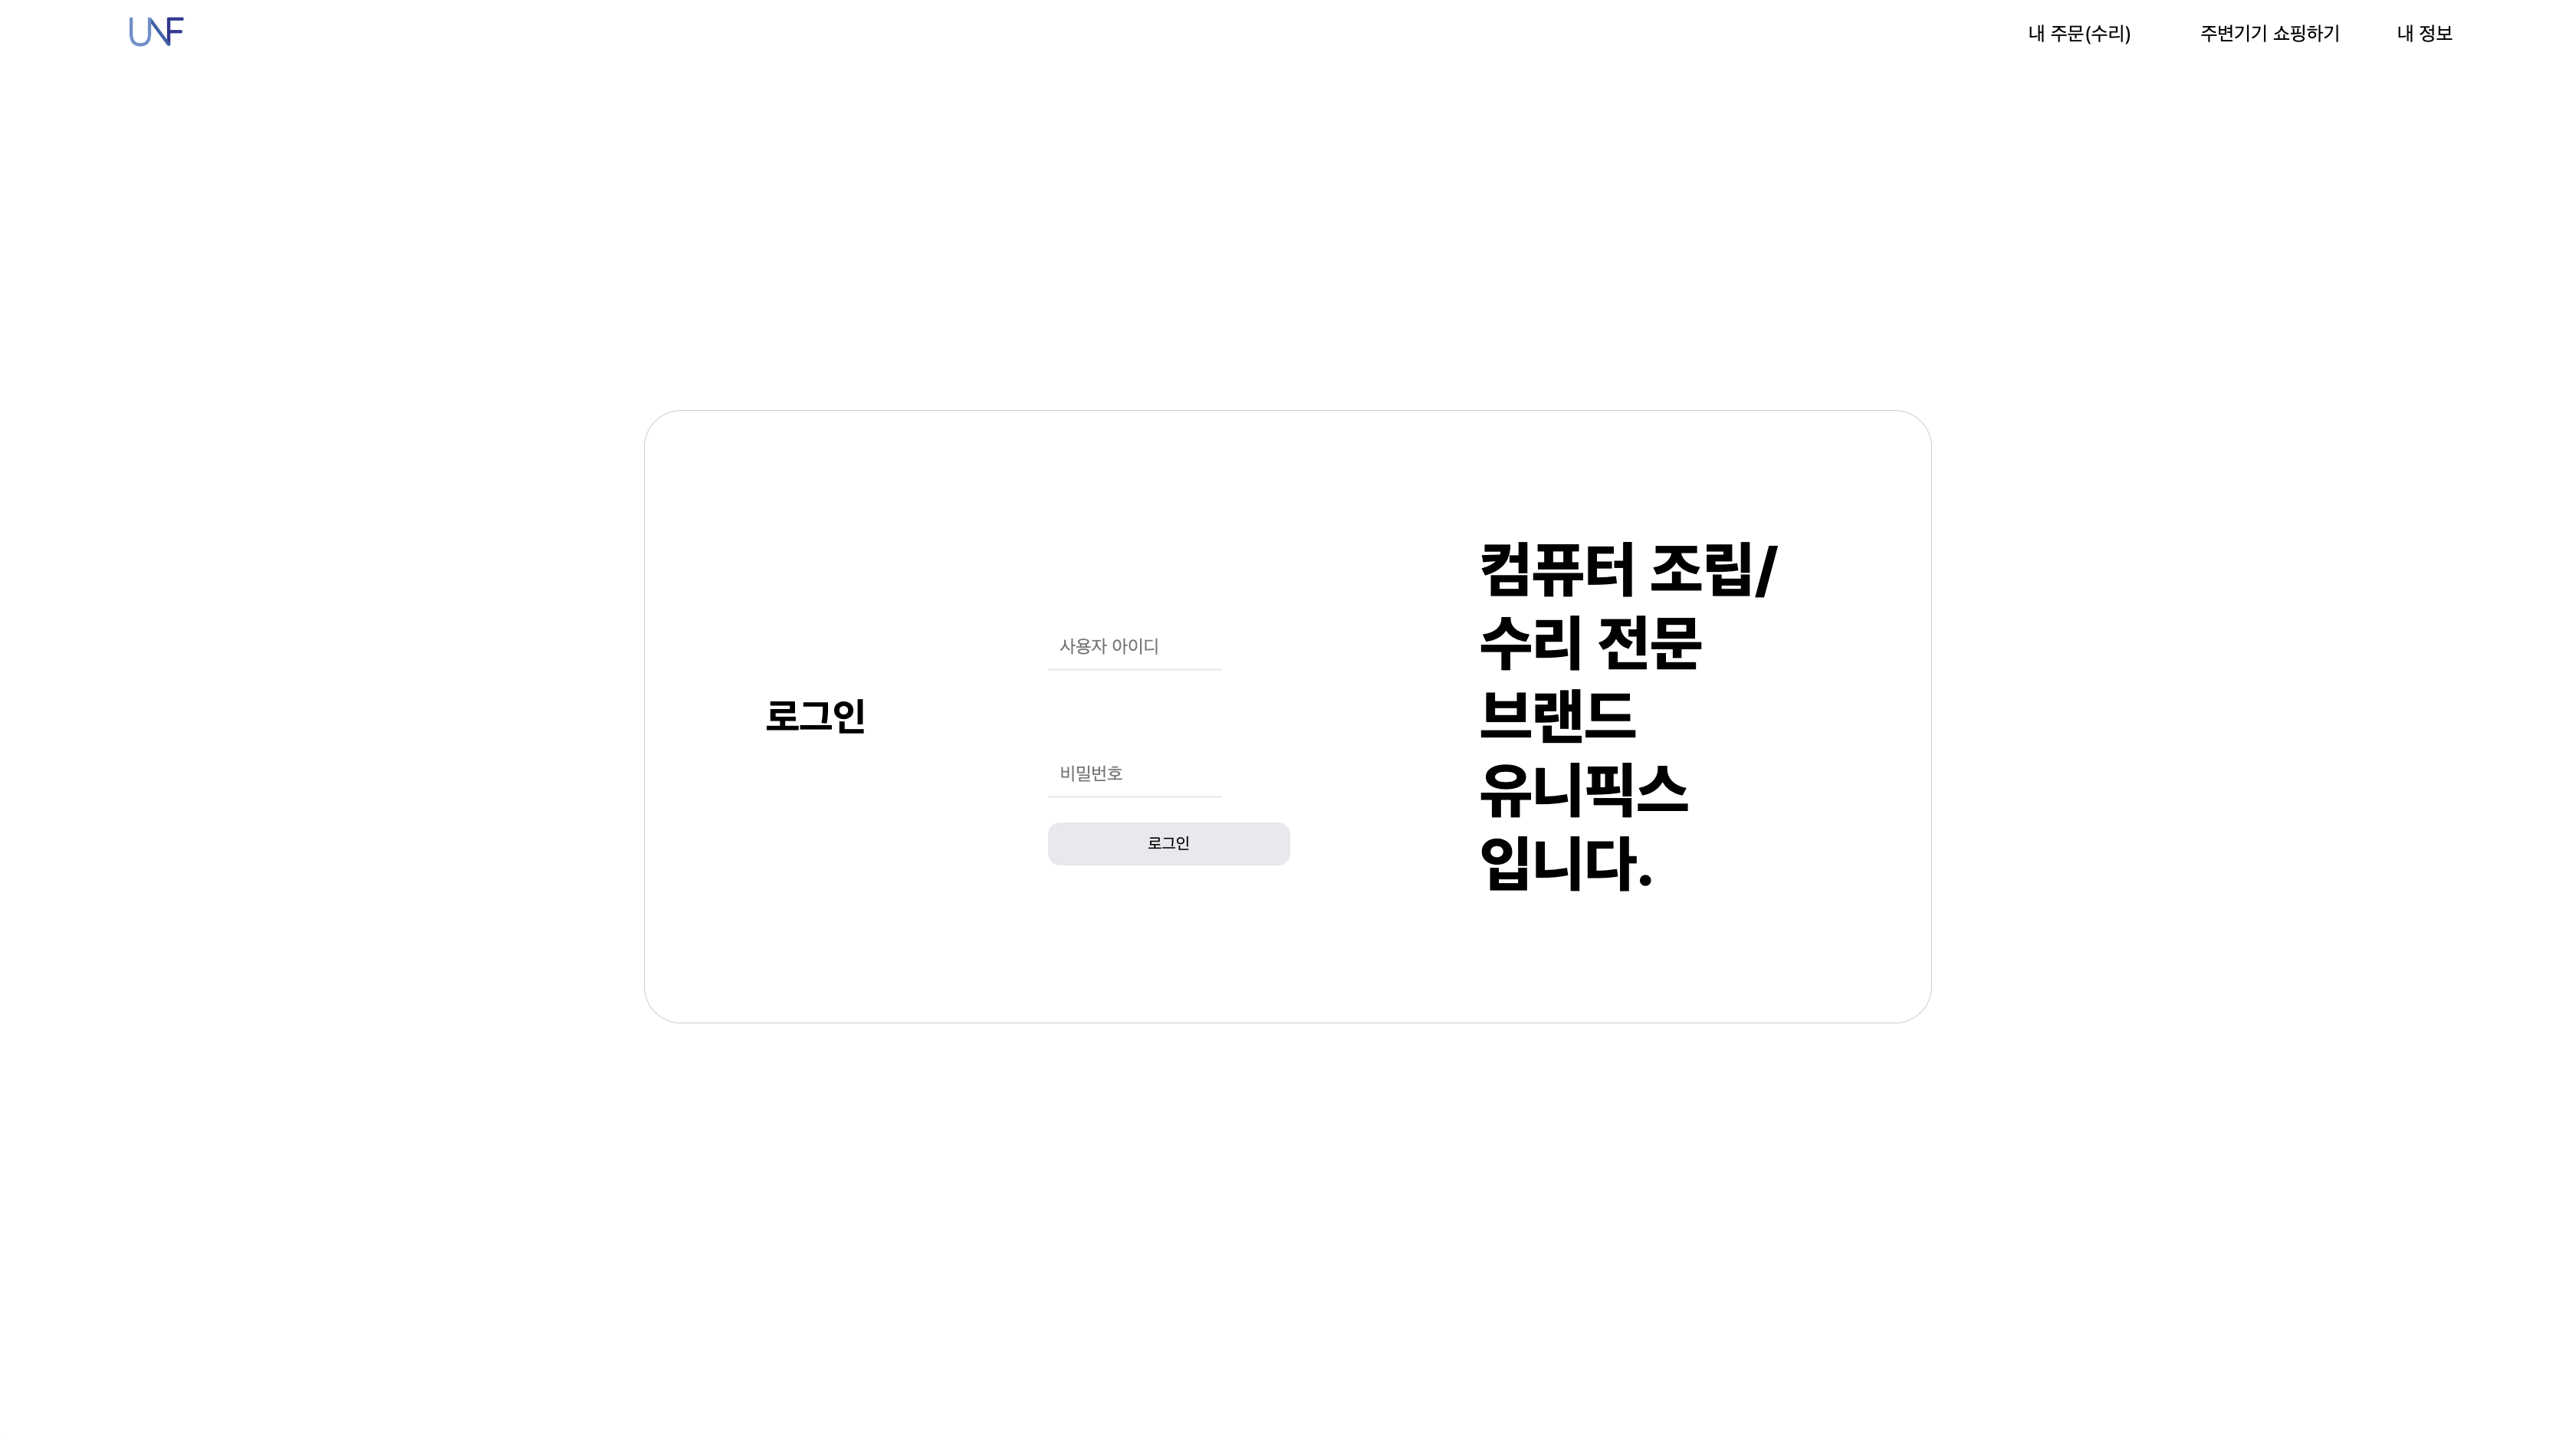 UNF
내 주문(수리)
주변기기 쇼핑하기
내 정보
로그인
사용자 아이디
비밀번호
로그인
컴퓨터 조립/
수리 전문
브랜드
유니픽스
입니다.